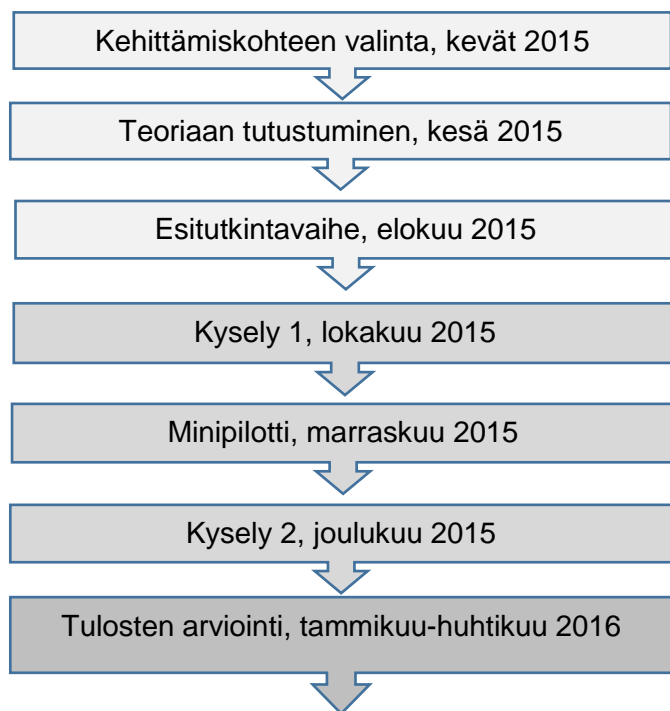 Kehittämiskohteen valinta, kevät 2015
Teoriaan tutustuminen, kesä 2015
Esitutkintavaihe, elokuu 2015
Kysely 1, lokakuu 2015
Minipilotti, marraskuu 2015
Kysely 2, joulukuu 2015
Tulosten arviointi, tammikuu-huhtikuu 2016